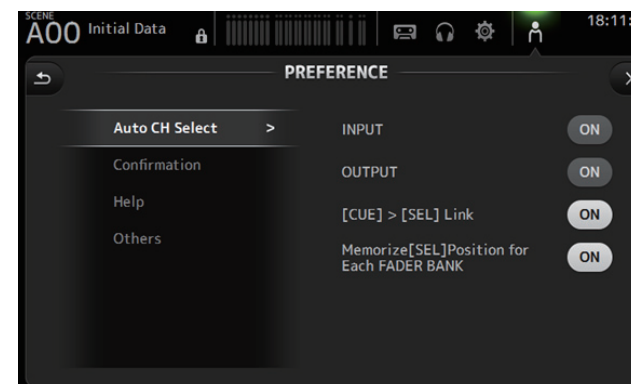 SCENE
A00 Initial Data
18:11:
PREFERENCE
Auto CH Select >
INPUT ON
Confirmation
OUTPUT ON
Help
[CUE] > [SEL] Link ON
Others
Memorize[SEL]Position for
Each FADER BANK ON